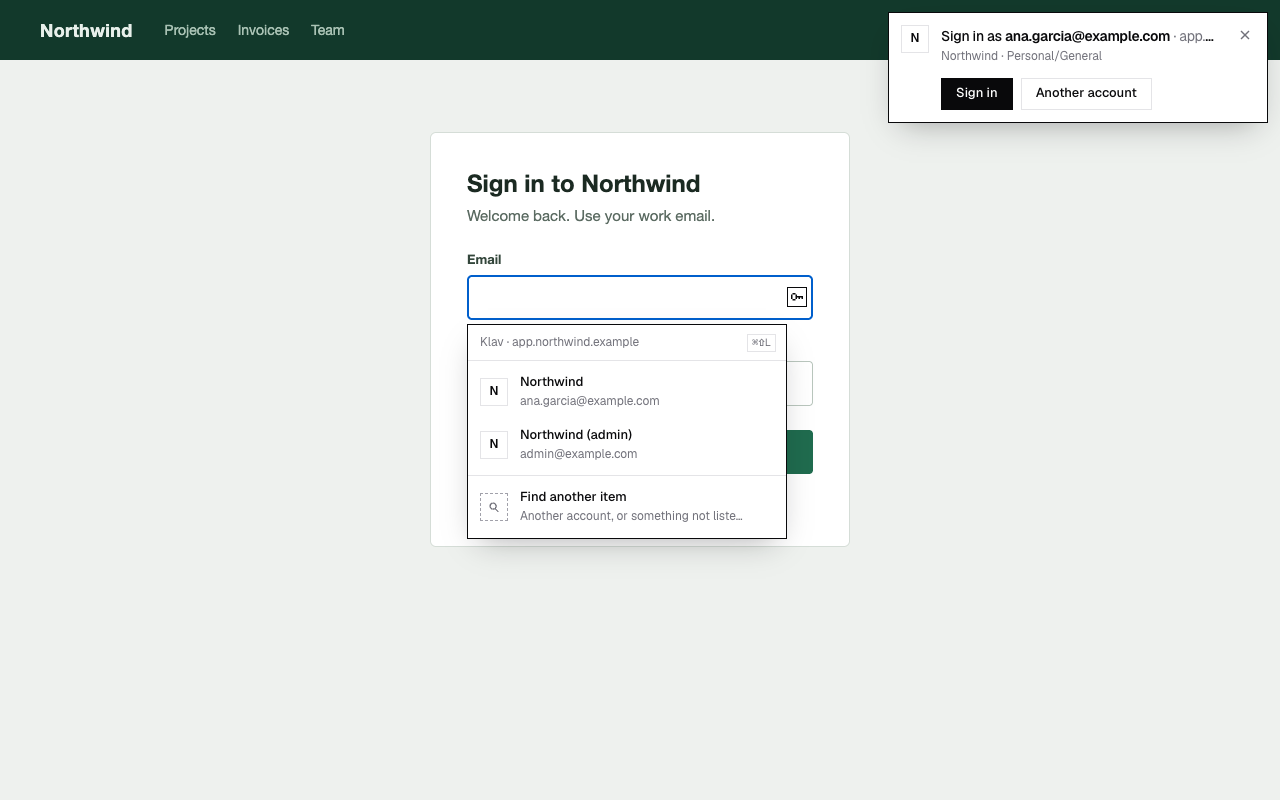 Northwind
Projects
Invoices
Team
N
Sign in as ana.garcia@example.com · app.…
Northwind · Personal/General
Sign in
Another account
Sign in to Northwind
Welcome back. Use your work email.
Email
Klav · app.northwind.example
⌘⇧L
N
Northwind
ana.garcia@example.com
N
Northwind (admin)
admin@example.com
Find another item
Another account, or something not liste…